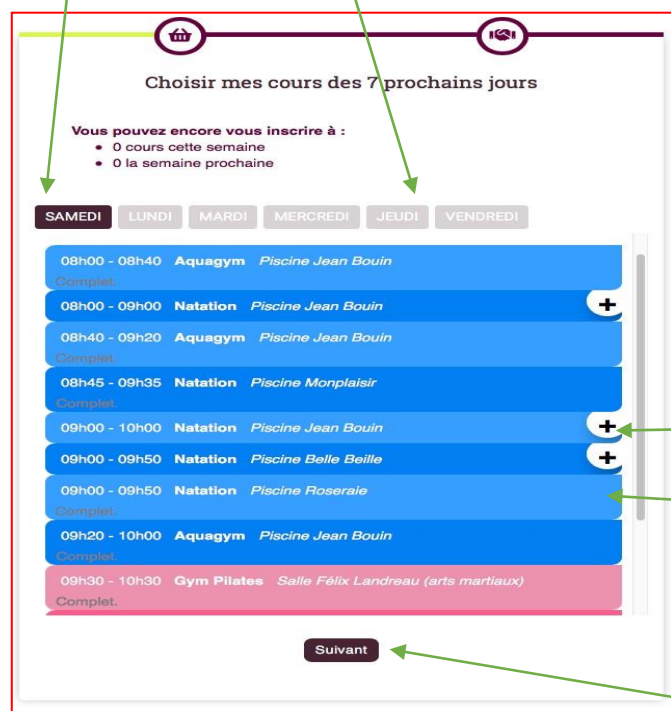 Choisir mes cours des 7 prochains jours
Vous pouvez encore vous inscrire à :
• 0 cours cette semaine
• 0 la semaine prochaine
SAMEDI LUNDI MARDI MERCREDI JEUDI VENDREDI
08h00 - 08h40 Aquagym Piscine Jean Bouin
Complet.
08h00 - 09h00 Natation Piscine Jean Bouin +
08h40 - 09h20 Aquagym Piscine Jean Bouin
Complet.
08h45 - 09h35 Natation Piscine Monplaisir
Complet.
09h00 - 10h00 Natation Piscine Jean Bouin +
09h00 - 09h50 Natation Piscine Belle Beille +
09h00 - 09h50 Natation Piscine Roseraie
Complet.
09h20 - 10h00 Aquagym Piscine Jean Bouin
Complet.
09h30 - 10h30 Gym Pilates Salle Félix Landreau (arts martiaux)
Complet.
Suivant